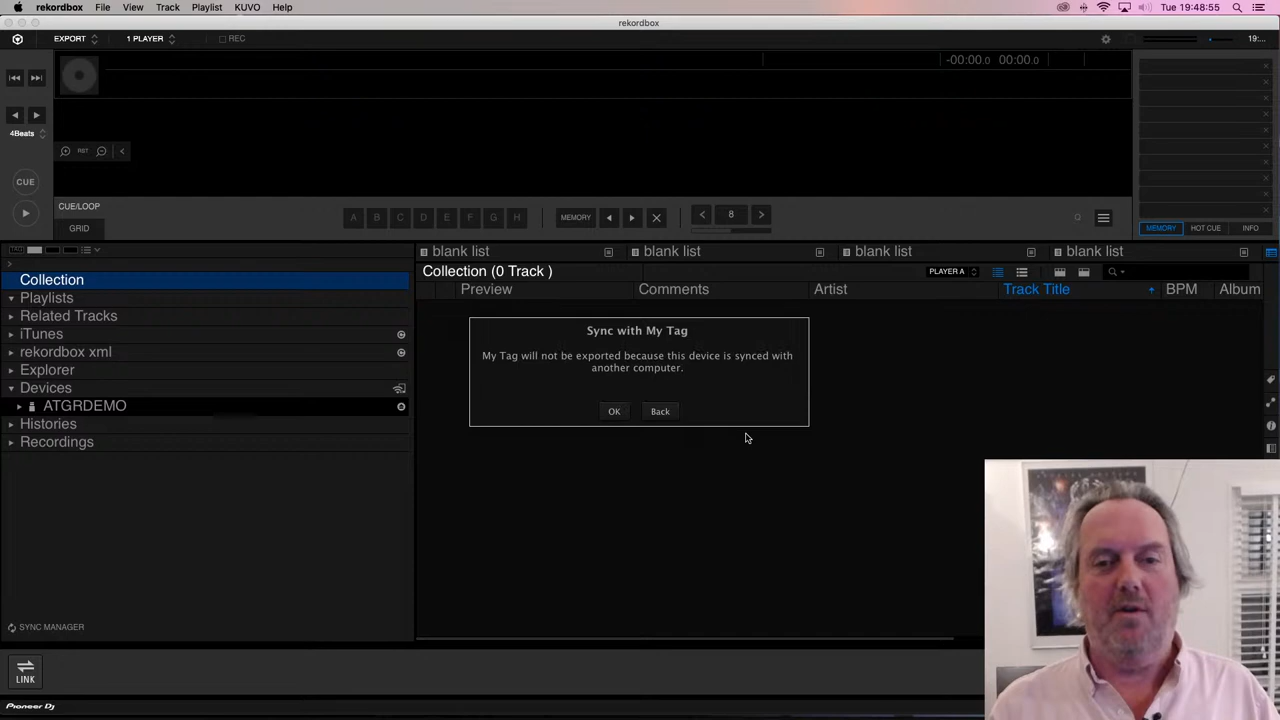 rekordbox File View Track Playlist KUVO Help Tue 19:48:55
rekordbox
EXPORT 1 PLAYER REC 19:...
-00:00.0 00:00.0
4Beats
RST
CUE
CUE/LOOP
GRID
A B C D E F G H MEMORY 8
MEMORY HOT CUE INFO
TAG
blank list blank list blank list blank list
Collection (0 Track ) PLAYER A
Preview Comments Artist Track Title BPM Album
Collection
Playlists
Related Tracks
iTunes
rekordbox xml
Explorer
Devices
ATGRDEMO
Histories
Recordings
Sync with My Tag
My Tag will not be exported because this device is synced with
another computer.
OK Back
SYNC MANAGER
LINK
Pioneer Dj